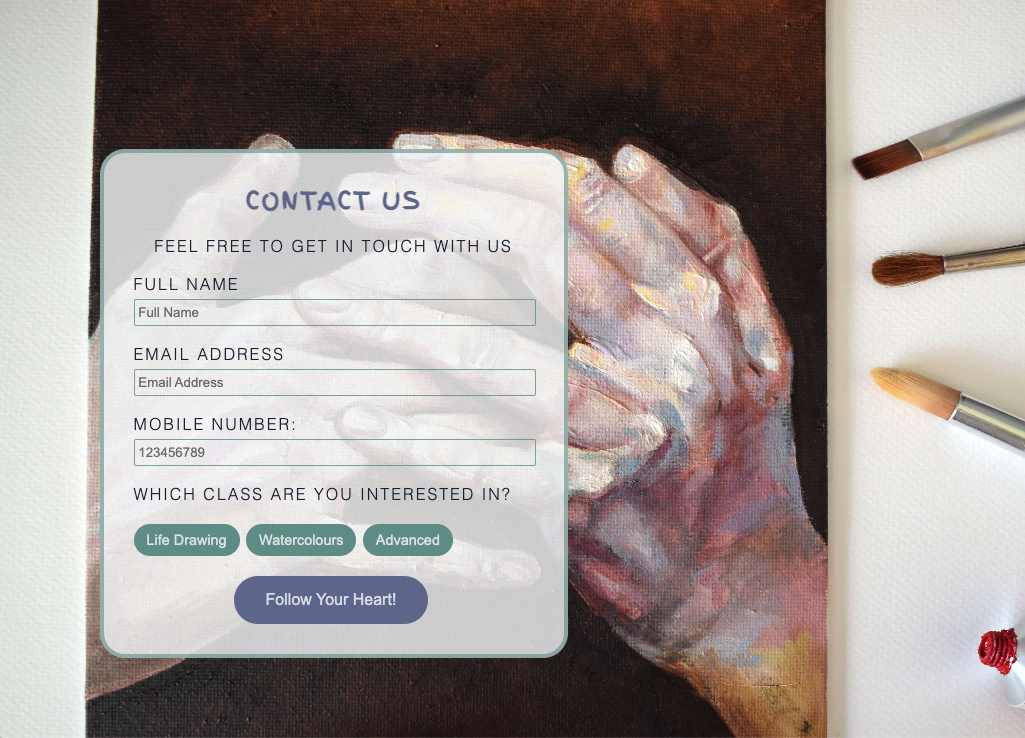 CONTACT US
FEEL FREE TO GET IN TOUCH WITH US
FULL NAME
Full Name
EMAIL ADDRESS
Email Address
MOBILE NUMBER:
123456789
WHICH CLASS ARE YOU INTERESTED IN?
Life Drawing Watercolours Advanced
Follow Your Heart!